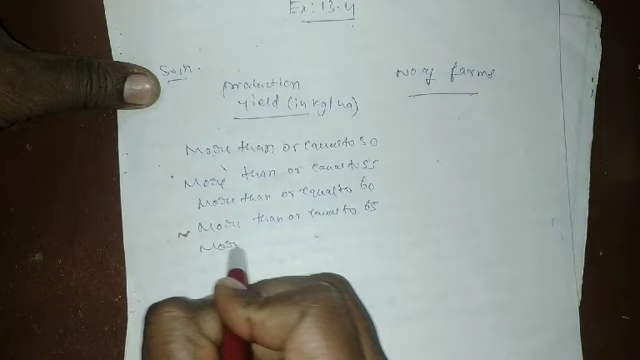 Ex: 13.4
Soln.
production
yield (in kg/ha)
No of farms
More than or equal to 50
More than or equal to 55
More than or equal to 60
More than or equal to 65
More